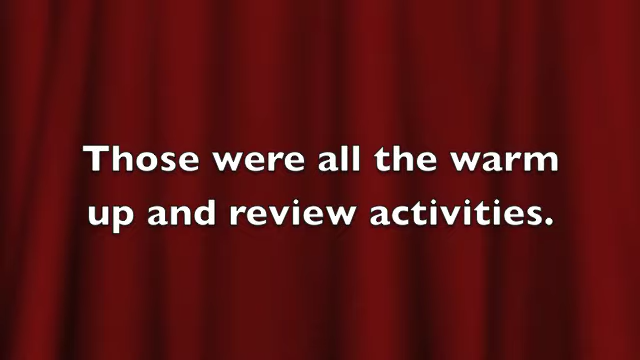 Those were all the warm
up and review activities.